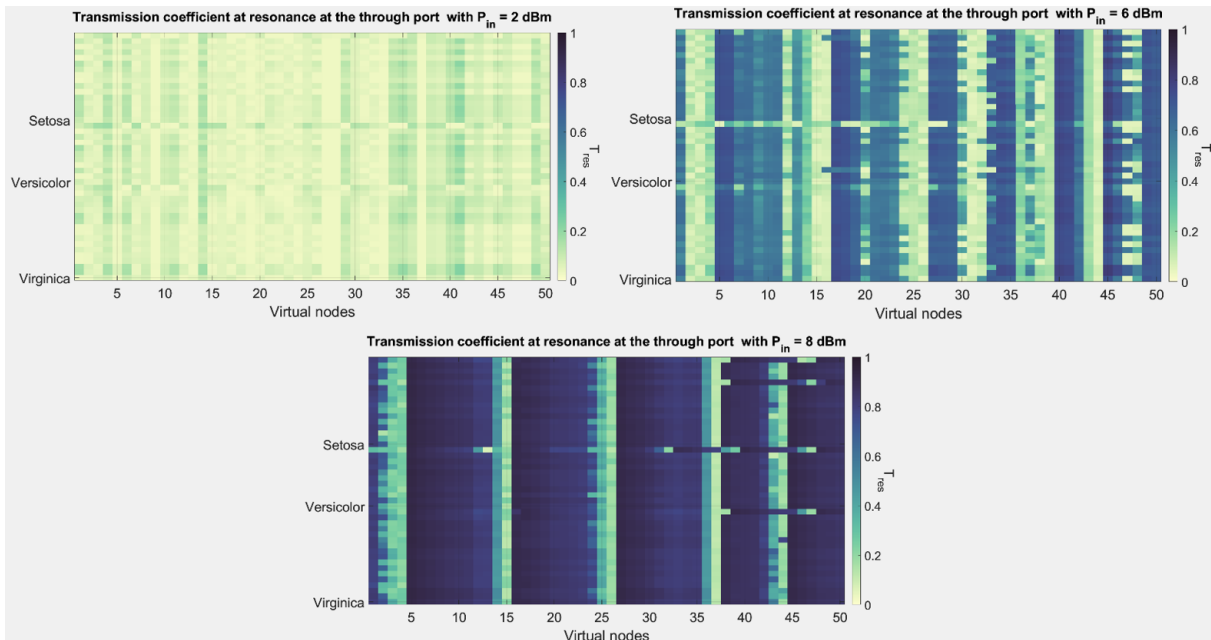 Transmission coefficient at resonance at the through port with P_in = 2 dBm
1
0.8
0.6
0.4
0.2
0
T_res
Setosa
Versicolor
Virginica
5 10 15 20 25 30 35 40 45 50
Virtual nodes
Transmission coefficient at resonance at the through port with P_in = 6 dBm
1
0.8
0.6
0.4
0.2
0
T_res
Setosa
Versicolor
Virginica
5 10 15 20 25 30 35 40 45 50
Virtual nodes
Transmission coefficient at resonance at the through port with P_in = 8 dBm
1
0.8
0.6
0.4
0.2
0
T_res
Setosa
Versicolor
Virginica
5 10 15 20 25 30 35 40 45 50
Virtual nodes